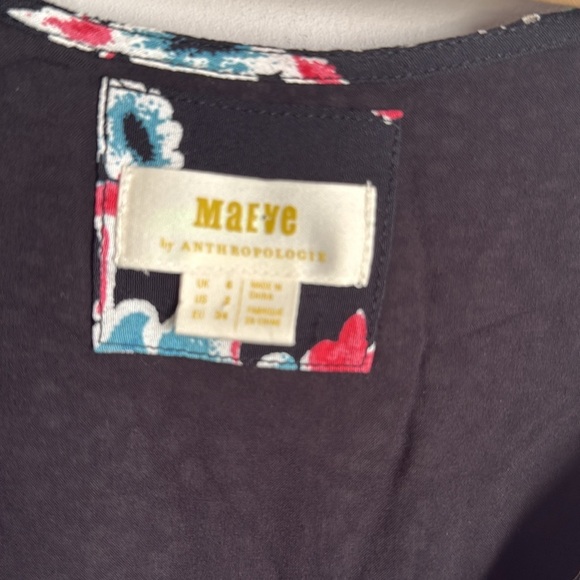 MaEve
by ANTHROPOLOGIE
UK 6 MADE IN
US 2 CHINA
EU 34 FABRIQUÉ
EN CHINE